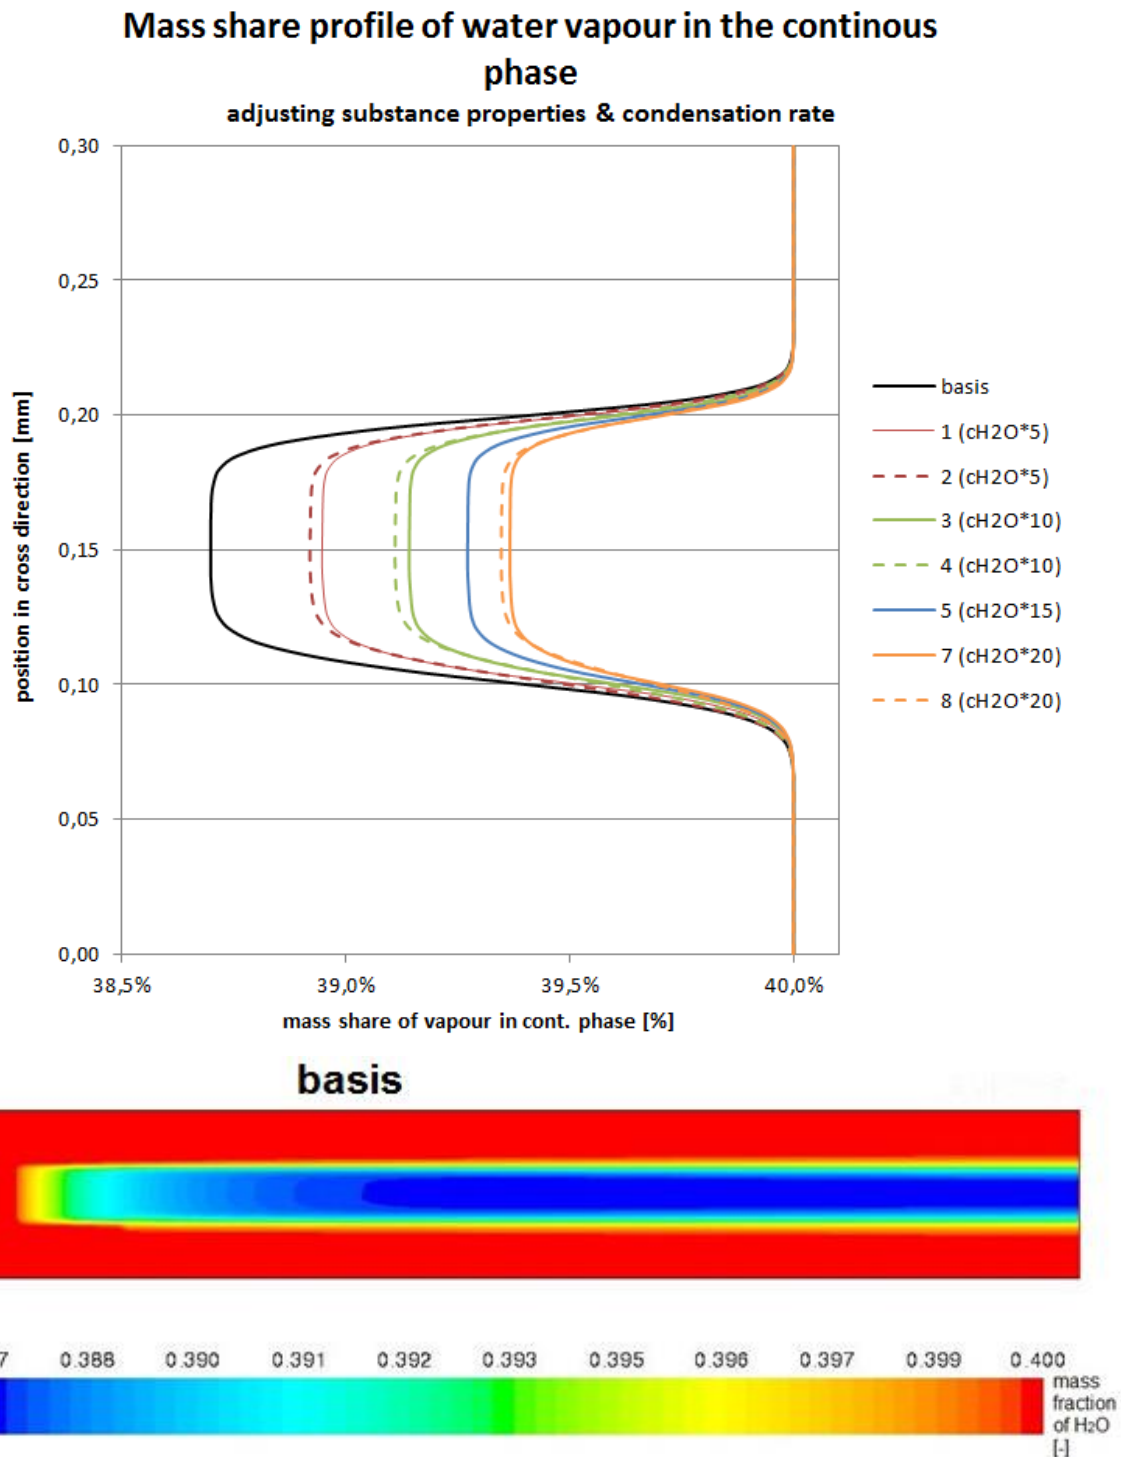 Mass share profile of water vapour in the continous
phase
adjusting substance properties & condensation rate
0,30
0,25
0,20
0,15
0,10
0,05
0,00
position in cross direction [mm]
38,5%
39,0%
39,5%
40,0%
mass share of vapour in cont. phase [%]
basis
1 (cH2O*5)
2 (cH2O*5)
3 (cH2O*10)
4 (cH2O*10)
5 (cH2O*15)
7 (cH2O*20)
8 (cH2O*20)
basis
7 0.388 0.390 0.391 0.392 0.393 0.395 0.396 0.397 0.399 0.400
mass
fraction
of H₂O
[-]